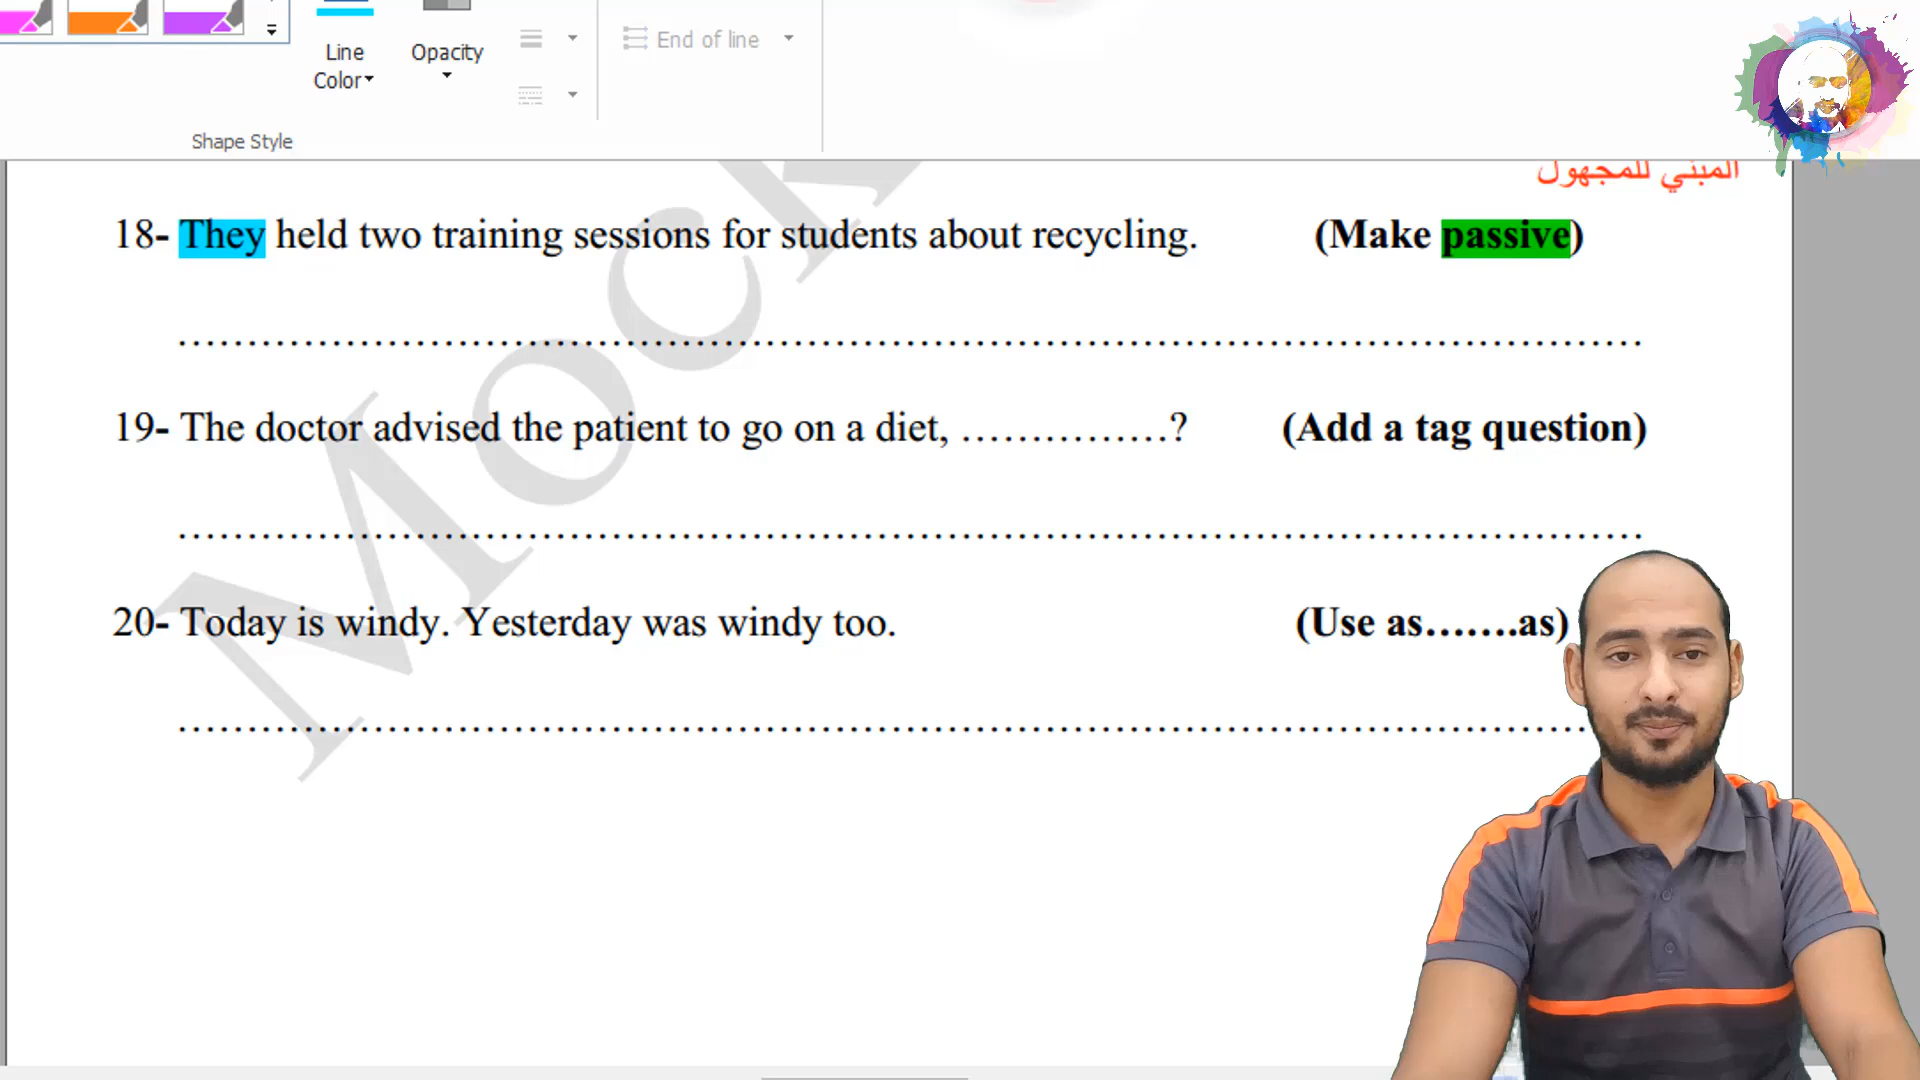 Line
Color
Opacity
End of line
Shape Style
المبني للمجهول
18- They held two training sessions for students about recycling. (Make passive)
................................................................................................
19- The doctor advised the patient to go on a diet, ...............? (Add a tag question)
................................................................................................
20- Today is windy. Yesterday was windy too. (Use as.......as)
................................................................................................
Mock